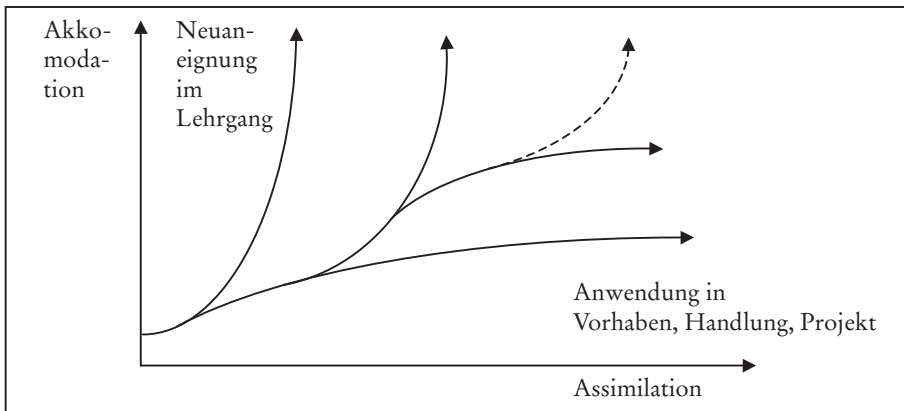 Akko-
moda-
tion
Neuan-
eignung
im
Lehrgang
Anwendung in
Vorhaben, Handlung, Projekt
Assimilation